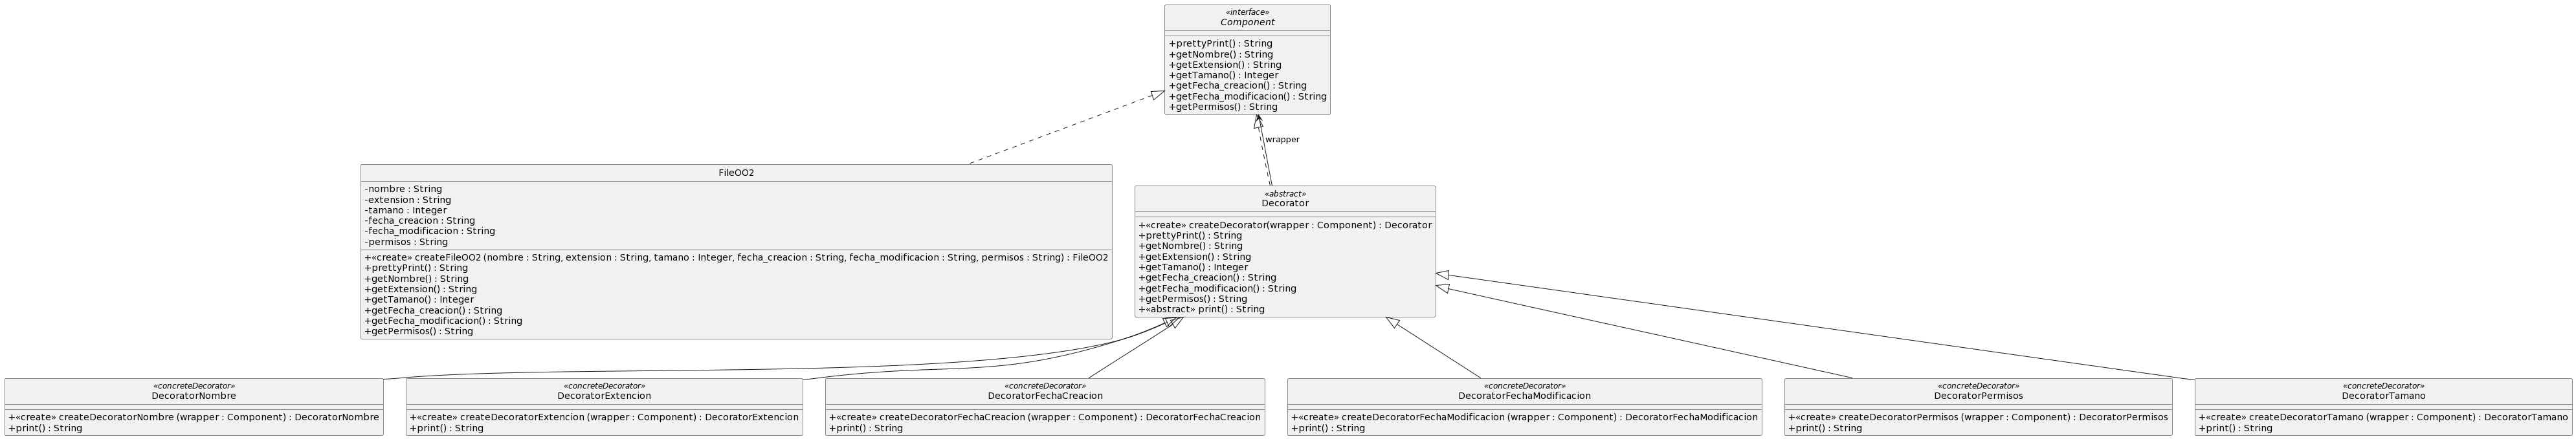 «interface»
Component
+prettyPrint() : String
+getNombre() : String
+getExtension() : String
+getTamano() : Integer
+getFecha_creacion() : String
+getFecha_modificacion() : String
+getPermisos() : String
wrapper
FileOO2
-nombre : String
-extension : String
-tamano : Integer
-fecha_creacion : String
-fecha_modificacion : String
-permisos : String
+«create» createFileOO2 (nombre : String, extension : String, tamano : Integer, fecha_creacion : String, fecha_modificacion : String, permisos : String) : FileOO2
+prettyPrint() : String
+getNombre() : String
+getExtension() : String
+getTamano() : Integer
+getFecha_creacion() : String
+getFecha_modificacion() : String
+getPermisos() : String
«abstract»
Decorator
+«create» createDecorator(wrapper : Component) : Decorator
+prettyPrint() : String
+getNombre() : String
+getExtension() : String
+getTamano() : Integer
+getFecha_creacion() : String
+getFecha_modificacion() : String
+getPermisos() : String
+«abstract» print() : String
«concreteDecorator»
DecoratorNombre
+«create» createDecoratorNombre (wrapper : Component) : DecoratorNombre
+print() : String
«concreteDecorator»
DecoratorExtencion
+«create» createDecoratorExtencion (wrapper : Component) : DecoratorExtencion
+print() : String
«concreteDecorator»
DecoratorFechaCreacion
+«create» createDecoratorFechaCreacion (wrapper : Component) : DecoratorFechaCreacion
+print() : String
«concreteDecorator»
DecoratorFechaModificacion
+«create» createDecoratorFechaModificacion (wrapper : Component) : DecoratorFechaModificacion
+print() : String
«concreteDecorator»
DecoratorPermisos
+«create» createDecoratorPermisos (wrapper : Component) : DecoratorPermisos
+print() : String
«concreteDecorator»
DecoratorTamano
+«create» createDecoratorTamano (wrapper : Component) : DecoratorTamano
+print() : String